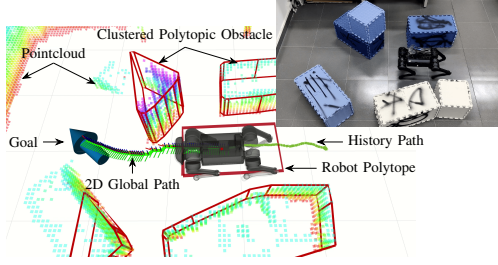 Clustered Polytopic Obstacle
Pointcloud
Goal
History Path
Robot Polytope
2D Global Path